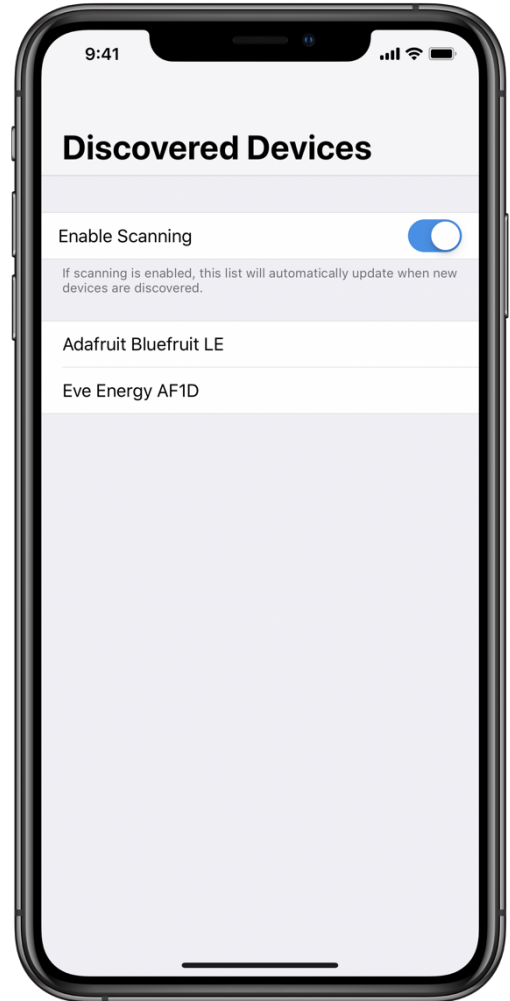 9:41
Discovered Devices
Enable Scanning
If scanning is enabled, this list will automatically update when new
devices are discovered.
Adafruit Bluefruit LE
Eve Energy AF1D